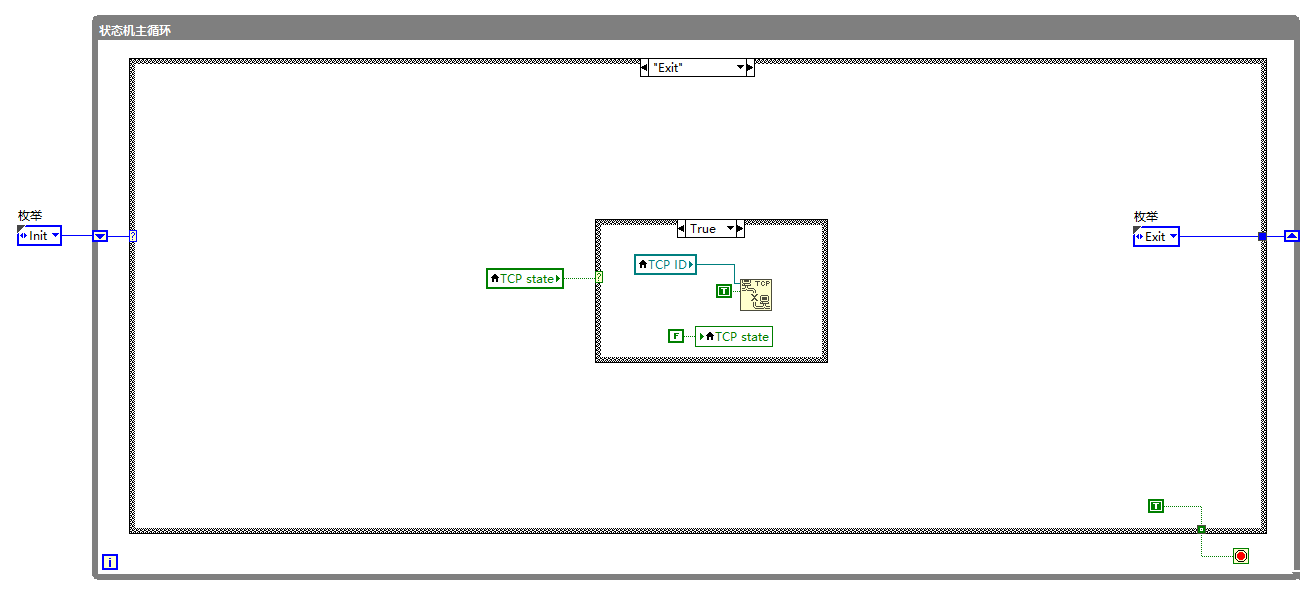 状态机主循环
"Exit"
枚举
Init
枚举
Exit
?
True
TCP ID
TCP state
?
T
TCP
F
TCP state
T
i